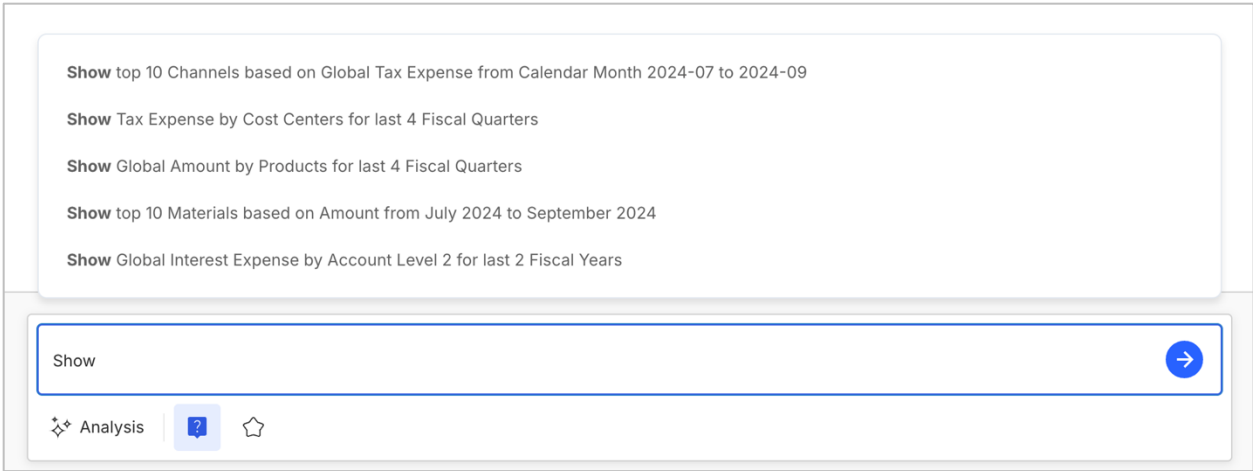 Show top 10 Channels based on Global Tax Expense from Calendar Month 2024-07 to 2024-09
Show Tax Expense by Cost Centers for last 4 Fiscal Quarters
Show Global Amount by Products for last 4 Fiscal Quarters
Show top 10 Materials based on Amount from July 2024 to September 2024
Show Global Interest Expense by Account Level 2 for last 2 Fiscal Years
Show
Analysis